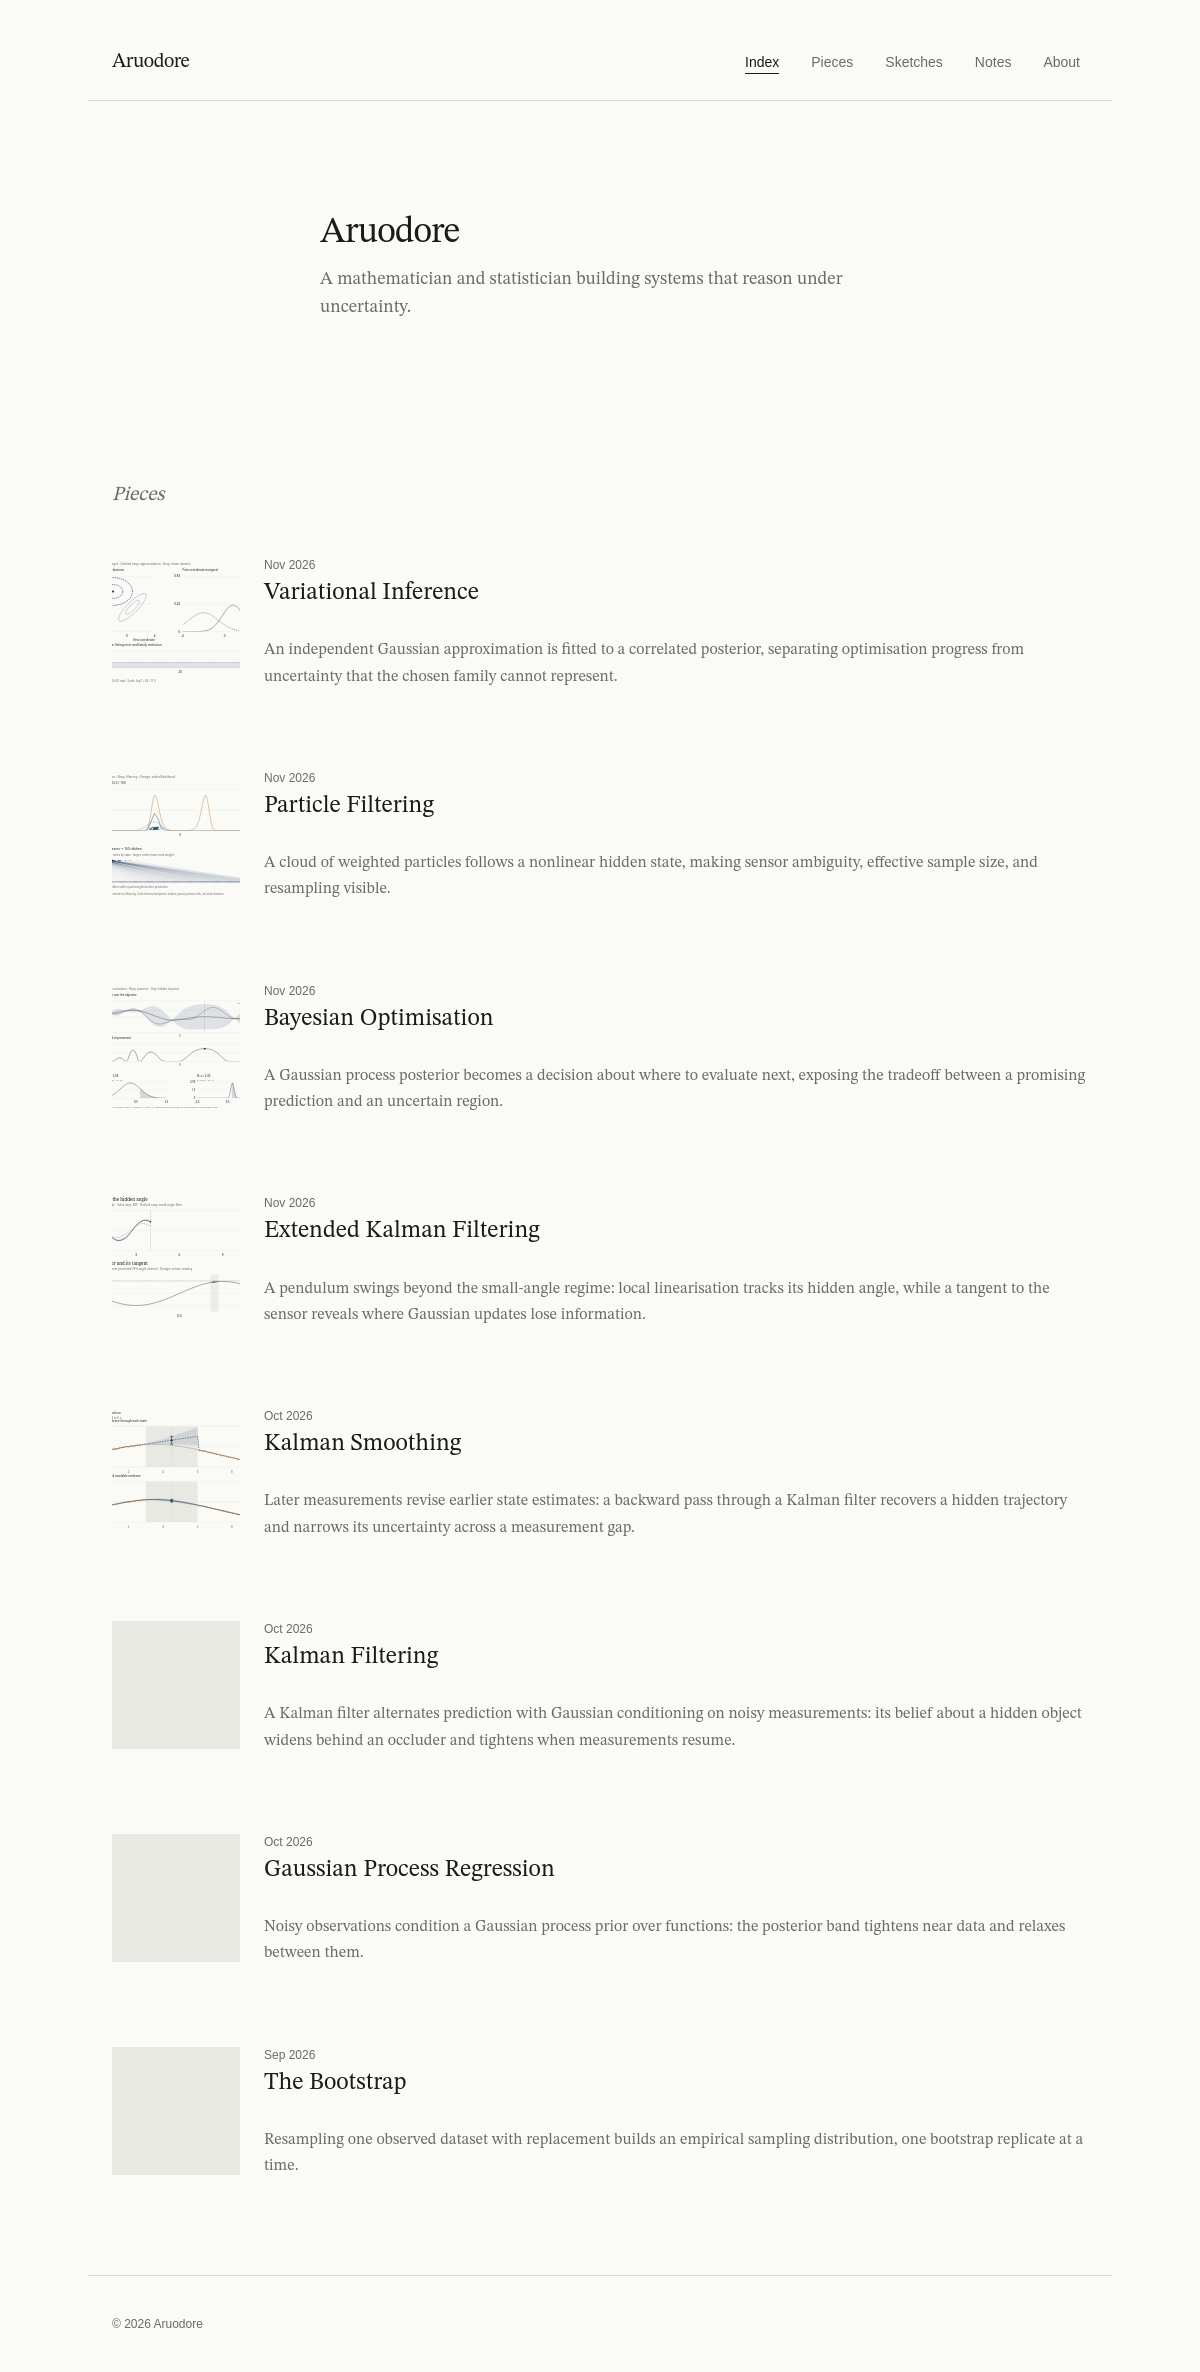 Aruodore
Index Pieces Sketches Notes About
Aruodore
A mathematician and statistician building systems that reason under
uncertainty.
Pieces
Nov 2026
Variational Inference
An independent Gaussian approximation is fitted to a correlated posterior, separating optimisation progress from
uncertainty that the chosen family cannot represent.
Nov 2026
Particle Filtering
A cloud of weighted particles follows a nonlinear hidden state, making sensor ambiguity, effective sample size, and
resampling visible.
Nov 2026
Bayesian Optimisation
A Gaussian process posterior becomes a decision about where to evaluate next, exposing the tradeoff between a promising
prediction and an uncertain region.
the hidden angle
Nov 2026
Extended Kalman Filtering
er and its tangent
A pendulum swings beyond the small-angle regime: local linearisation tracks its hidden angle, while a tangent to the
sensor reveals where Gaussian updates lose information.
Oct 2026
Kalman Smoothing
Later measurements revise earlier state estimates: a backward pass through a Kalman filter recovers a hidden trajectory
and narrows its uncertainty across a measurement gap.
Oct 2026
Kalman Filtering
A Kalman filter alternates prediction with Gaussian conditioning on noisy measurements: its belief about a hidden object
widens behind an occluder and tightens when measurements resume.
Oct 2026
Gaussian Process Regression
Noisy observations condition a Gaussian process prior over functions: the posterior band tightens near data and relaxes
between them.
Sep 2026
The Bootstrap
Resampling one observed dataset with replacement builds an empirical sampling distribution, one bootstrap replicate at a
time.
© 2026 Aruodore